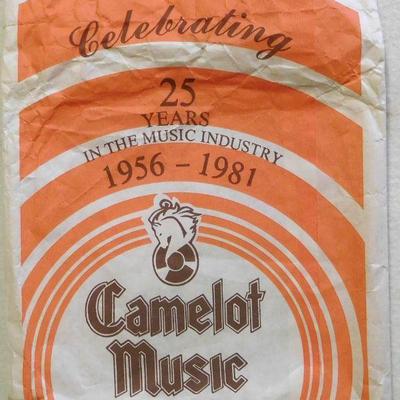 Celebrating
25
YEARS
IN THE MUSIC INDUSTRY
1956 - 1981
Camelot
Music